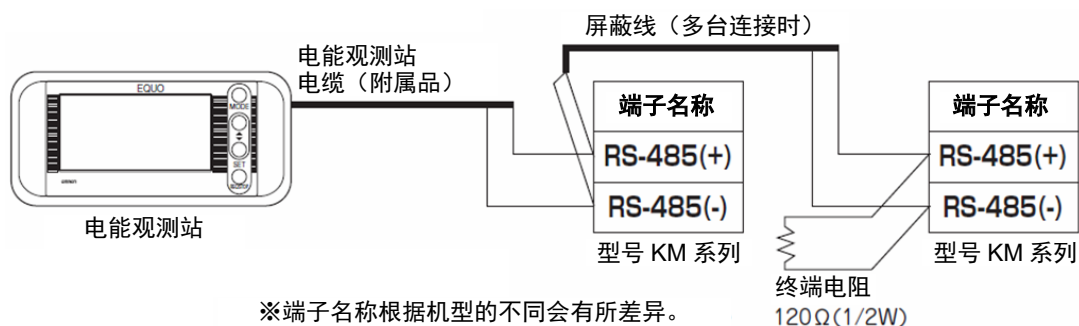 屏蔽线（多台连接时）
电能观测站
电缆（附属品）
EQUO
MODE
SET
电能观测站
端子名称
RS-485(+)
RS-485(-)
型号 KM 系列
端子名称
RS-485(+)
RS-485(-)
型号 KM 系列
终端电阻
120Ω(1/2W)
※端子名称根据机型的不同会有所差异。